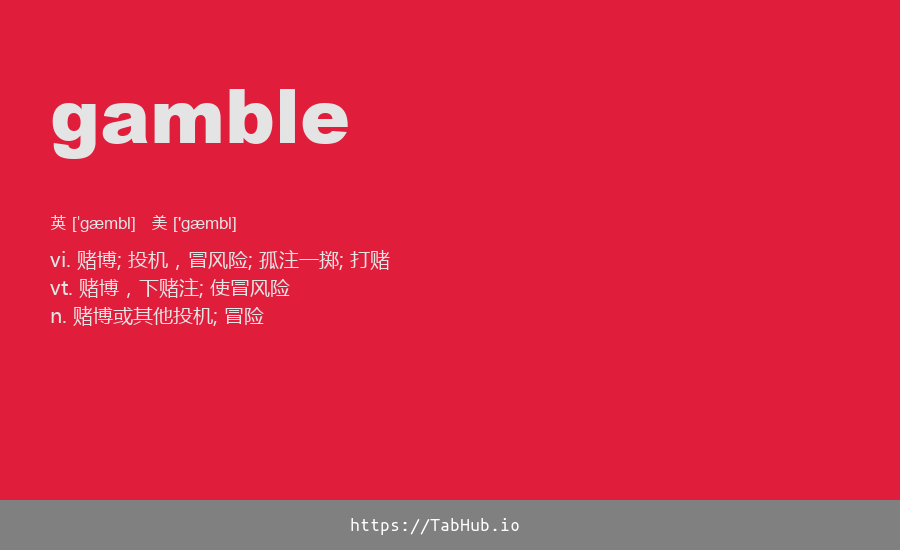 gamble
英 ['gæmbl] 美 ['gæmbl]
vi. 赌博; 投机，冒风险; 孤注一掷; 打赌
vt. 赌博，下赌注; 使冒风险
n. 赌博或其他投机; 冒险
https://TabHub.io